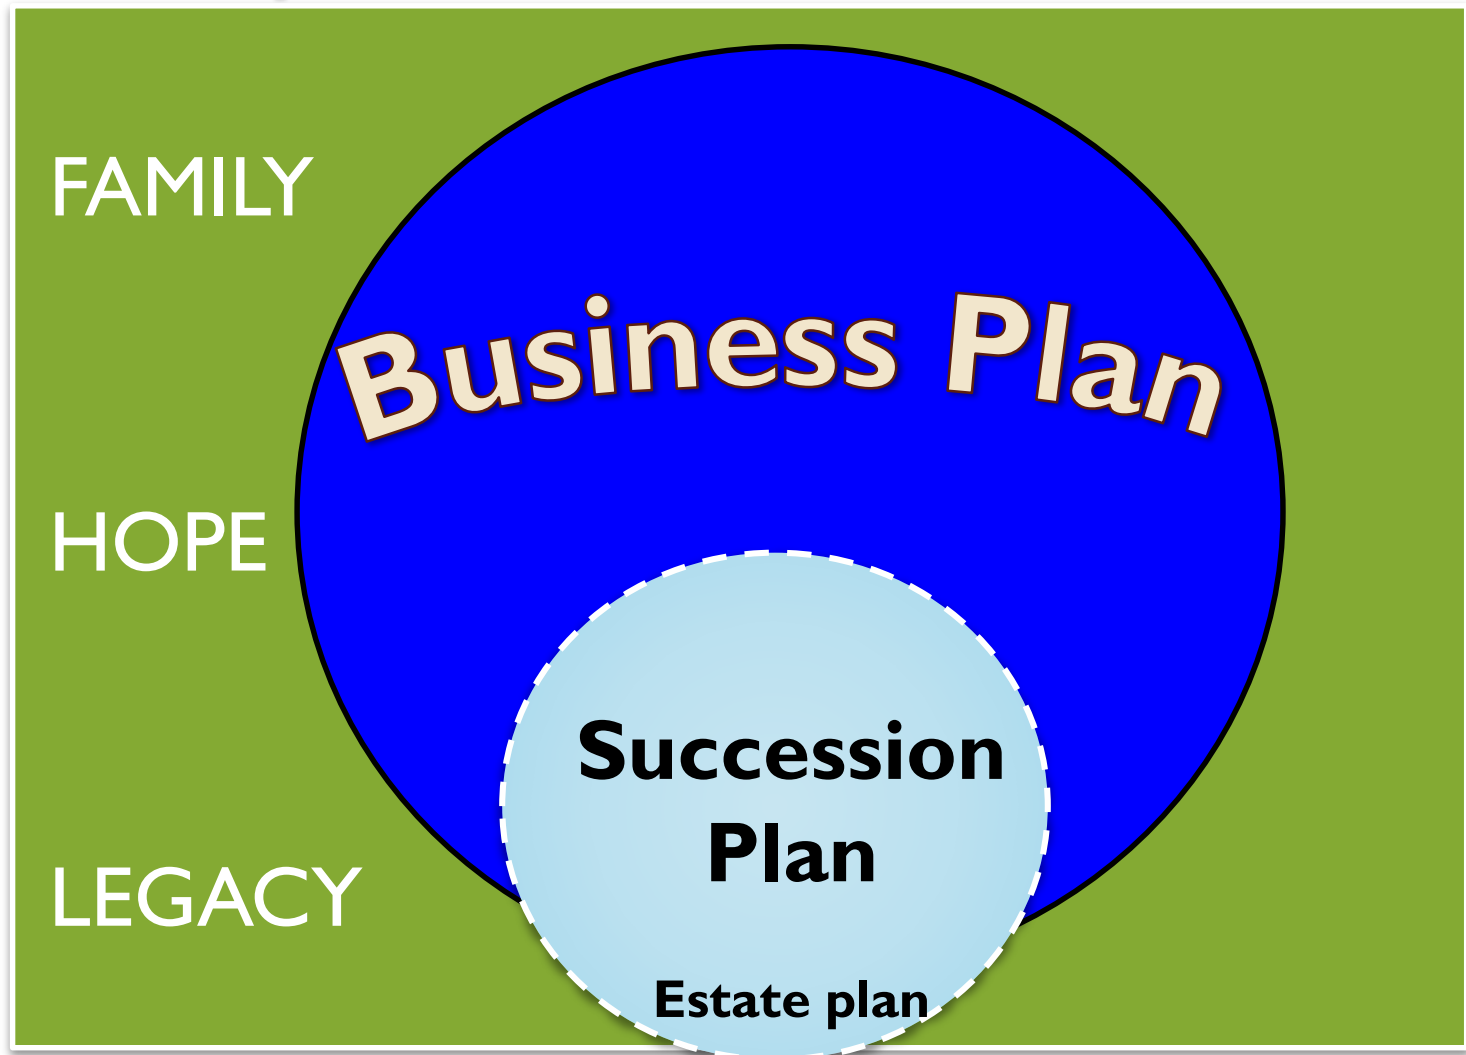 FAMILY
Business Plan
HOPE
Succession
Plan
LEGACY
Estate plan